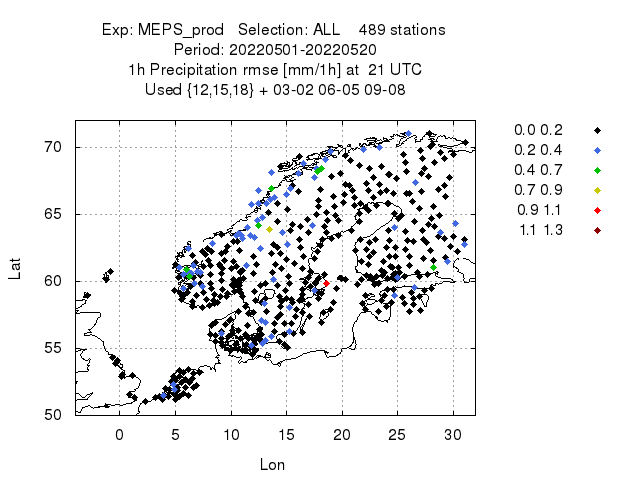 Exp: MEPS_prod Selection: ALL 489 stations
Period: 20220501-20220520
1h Precipitation rmse [mm/1h] at 21 UTC
Used {12,15,18} + 03-02 06-05 09-08
0.0 0.2
0.2 0.4
0.4 0.7
0.7 0.9
0.9 1.1
1.1 1.3
70
65
60
55
50
Lat
0 5 10 15 20 25 30
Lon